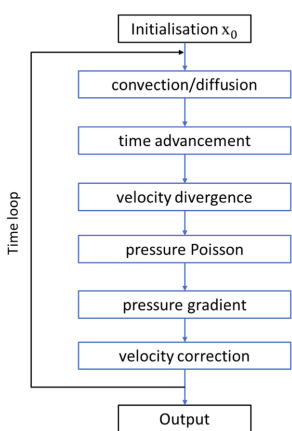 Initialisation x₀
convection/diffusion
time advancement
velocity divergence
pressure Poisson
pressure gradient
velocity correction
Output
Time loop